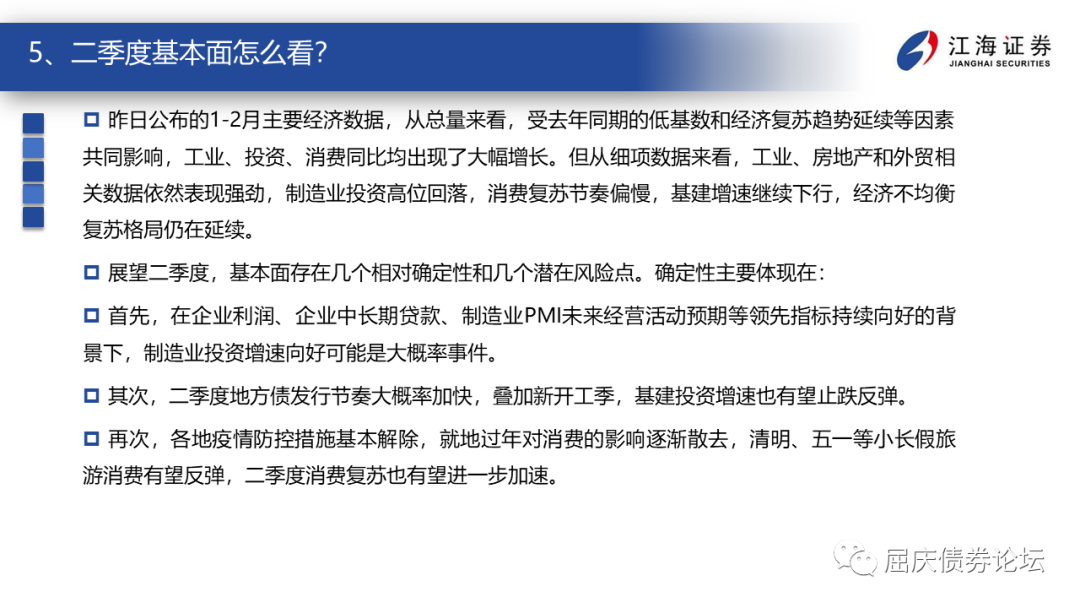 5、二季度基本面怎么看？
江海证券
JIANGHAI SECURITIES
昨日公布的1-2月主要经济数据，从总量来看，受去年同期的低基数和经济复苏趋势延续等因素
共同影响，工业、投资、消费同比均出现了大幅增长。但从细项数据来看，工业、房地产和外贸相
关数据依然表现强劲，制造业投资高位回落，消费复苏节奏偏慢，基建增速继续下行，经济不均衡
复苏格局仍在延续。
展望二季度，基本面存在几个相对确定性和几个潜在风险点。确定性主要体现在：
首先，在企业利润、企业中长期贷款、制造业PMI未来经营活动预期等领先指标持续向好的背
景下，制造业投资增速向好可能是大概率事件。
其次，二季度地方债发行节奏大概率加快，叠加新开工季，基建投资增速也有望止跌反弹。
再次，各地疫情防控措施基本解除，就地过年对消费的影响逐渐散去，清明、五一等小长假旅
游消费有望反弹，二季度消费复苏也有望进一步加速。
屈庆债券论坛